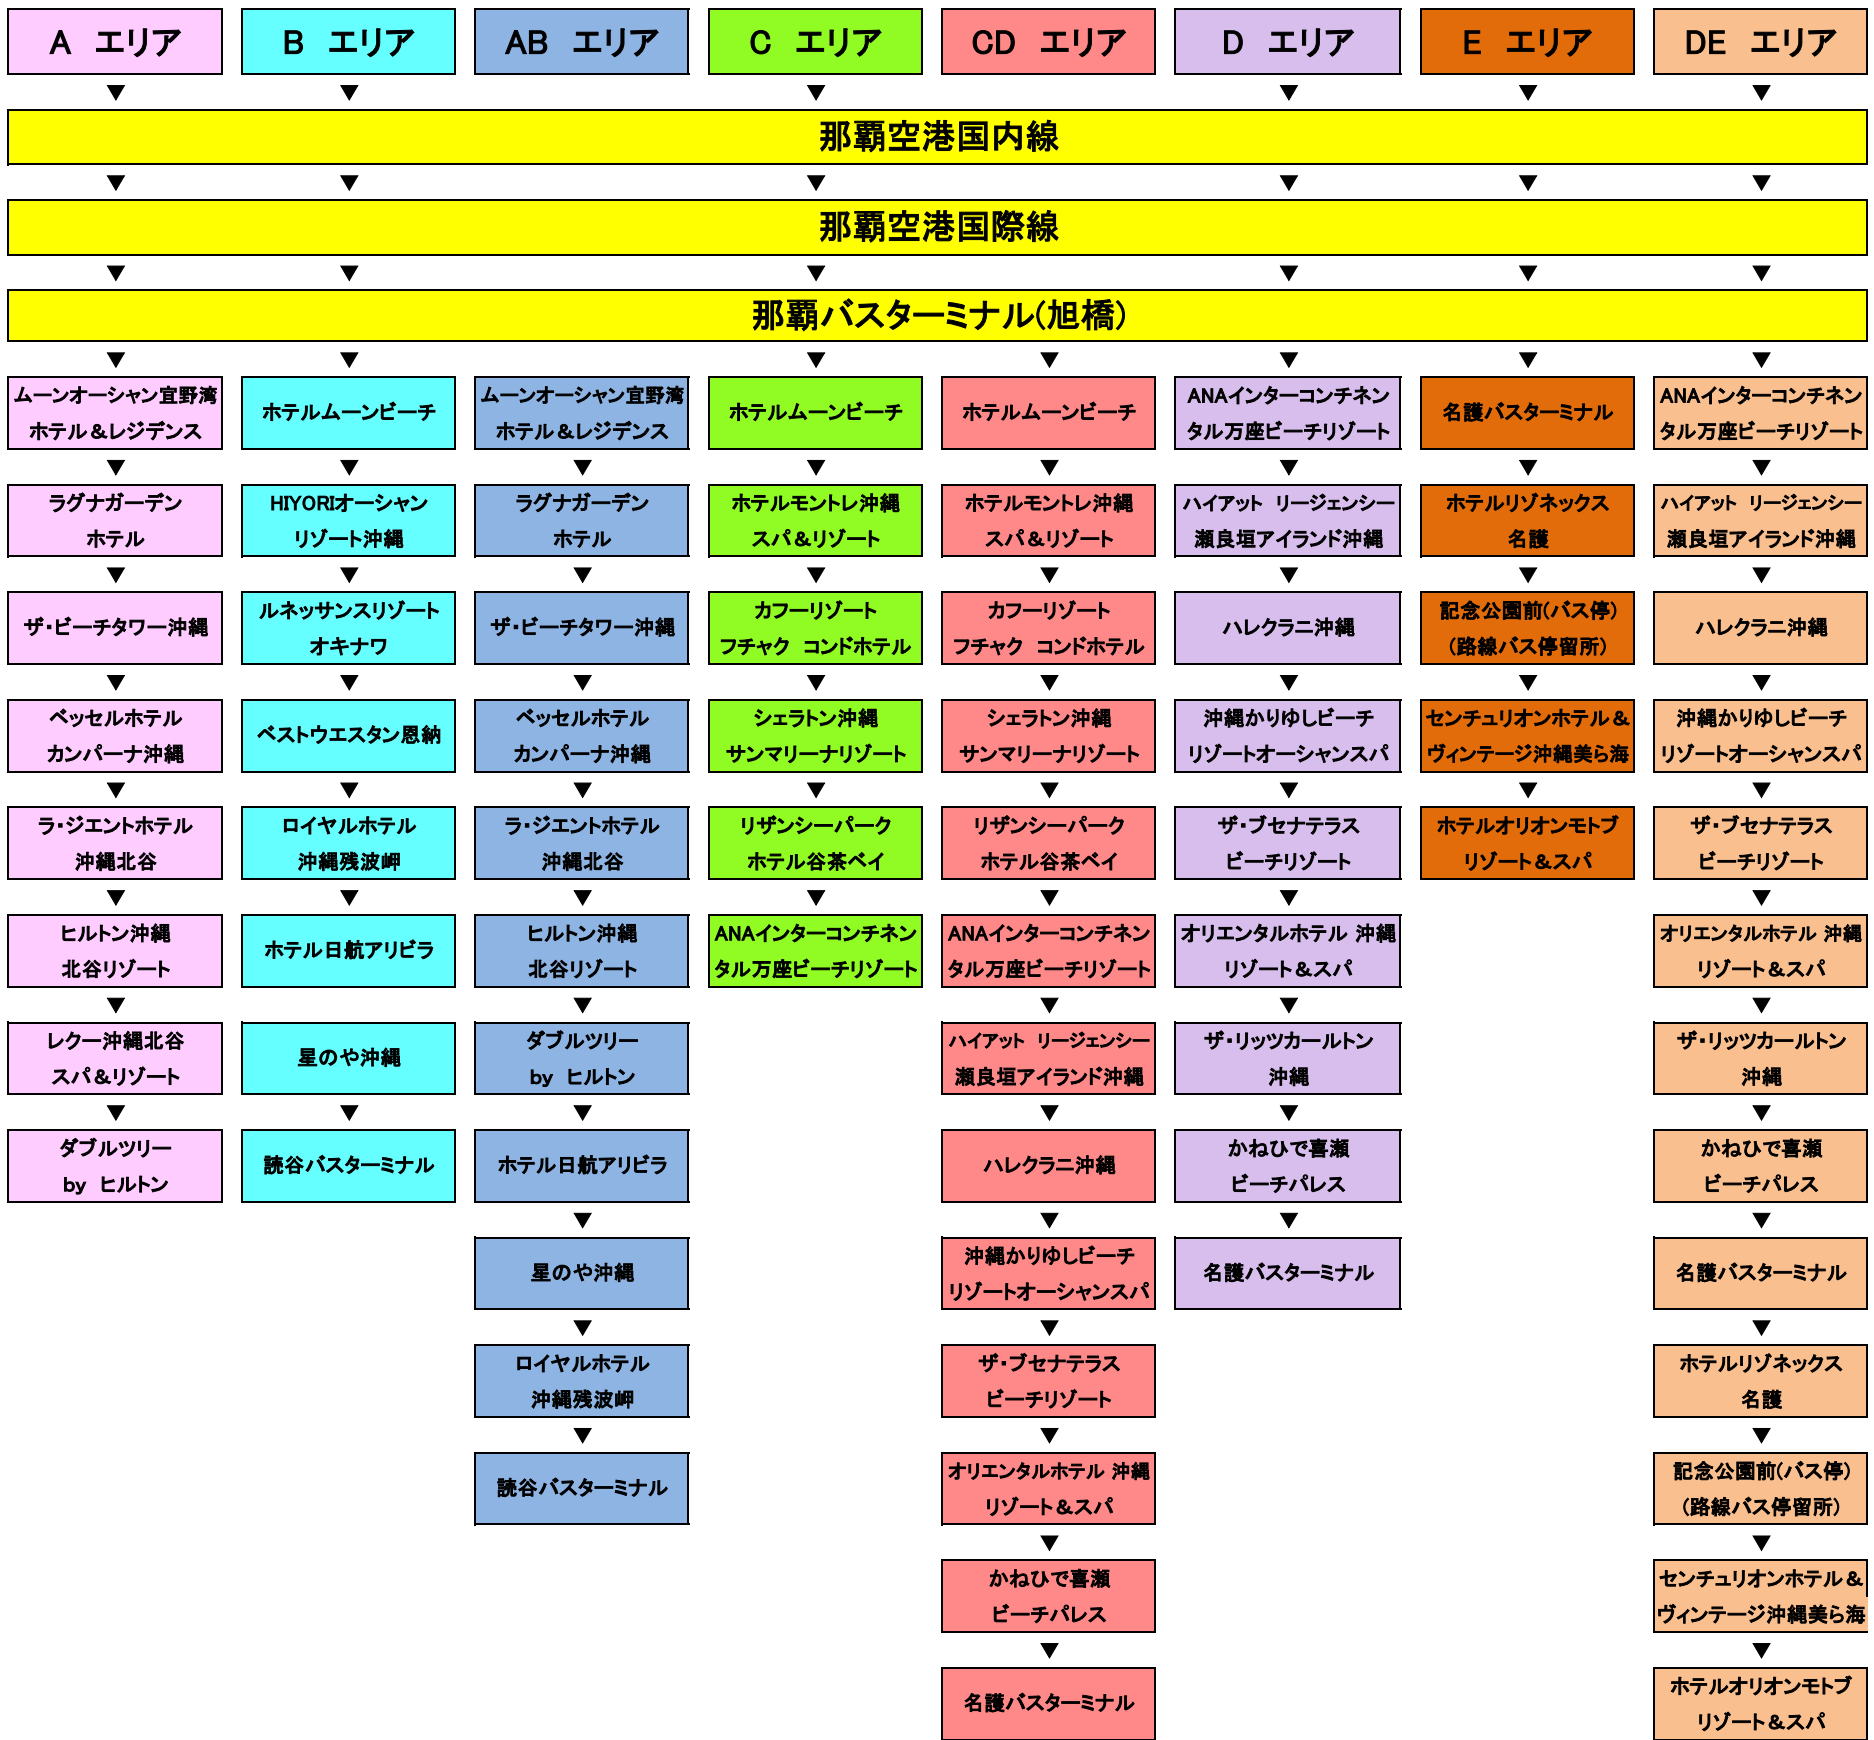 A　エリア
B　エリア
AB　エリア
C　エリア
CD　エリア
D　エリア
E　エリア
DE　エリア
那覇空港国内線
那覇空港国際線
那覇バスターミナル(旭橋)
ムーンオーシャン宜野湾
ホテル＆レジデンス
ラグナガーデン
ホテル
ザ・ビーチタワー沖縄
ベッセルホテル
カンパーナ沖縄
ラ・ジエントホテル
沖縄北谷
ヒルトン沖縄
北谷リゾート
レクー沖縄北谷
スパ＆リゾート
ダブルツリー
by　ヒルトン
ホテルムーンビーチ
HIYORIオーシャン
リゾート沖縄
ルネッサンスリゾート
オキナワ
ベストウエスタン恩納
ロイヤルホテル
沖縄残波岬
ホテル日航アリビラ
星のや沖縄
読谷バスターミナル
ムーンオーシャン宜野湾
ホテル＆レジデンス
ラグナガーデン
ホテル
ザ・ビーチタワー沖縄
ベッセルホテル
カンパーナ沖縄
ラ・ジエントホテル
沖縄北谷
ヒルトン沖縄
北谷リゾート
ダブルツリー
by　ヒルトン
ホテル日航アリビラ
星のや沖縄
ロイヤルホテル
沖縄残波岬
読谷バスターミナル
ホテルムーンビーチ
ホテルモントレ沖縄
スパ＆リゾート
カフーリゾート
フチャク　コンドホテル
シェラトン沖縄
サンマリーナリゾート
リザンシーパーク
ホテル谷茶ベイ
ANAインターコンチネン
タル万座ビーチリゾート
ホテルムーンビーチ
ホテルモントレ沖縄
スパ＆リゾート
カフーリゾート
フチャク　コンドホテル
シェラトン沖縄
サンマリーナリゾート
リザンシーパーク
ホテル谷茶ベイ
ANAインターコンチネン
タル万座ビーチリゾート
ハイアット　リージェンシー
瀬良垣アイランド沖縄
ハレクラニ沖縄
沖縄かりゆしビーチ
リゾートオーシャンスパ
ザ・ブセナテラス
ビーチリゾート
オリエンタルホテル 沖縄
リゾート＆スパ
かねひで喜瀬
ビーチパレス
名護バスターミナル
ANAインターコンチネン
タル万座ビーチリゾート
ハイアット　リージェンシー
瀬良垣アイランド沖縄
ハレクラニ沖縄
沖縄かりゆしビーチ
リゾートオーシャンスパ
ザ・ブセナテラス
ビーチリゾート
オリエンタルホテル 沖縄
リゾート＆スパ
ザ・リッツカールトン
沖縄
かねひで喜瀬
ビーチパレス
名護バスターミナル
名護バスターミナル
ホテルリゾネックス
名護
記念公園前(バス停)
(路線バス停留所)
センチュリオンホテル＆
ヴィンテージ沖縄美ら海
ホテルオリオンモトブ
リゾート＆スパ
ANAインターコンチネン
タル万座ビーチリゾート
ハイアット　リージェンシー
瀬良垣アイランド沖縄
ハレクラニ沖縄
沖縄かりゆしビーチ
リゾートオーシャンスパ
ザ・ブセナテラス
ビーチリゾート
オリエンタルホテル 沖縄
リゾート＆スパ
ザ・リッツカールトン
沖縄
かねひで喜瀬
ビーチパレス
名護バスターミナル
ホテルリゾネックス
名護
記念公園前(バス停)
(路線バス停留所)
センチュリオンホテル＆
ヴィンテージ沖縄美ら海
ホテルオリオンモトブ
リゾート＆スパ